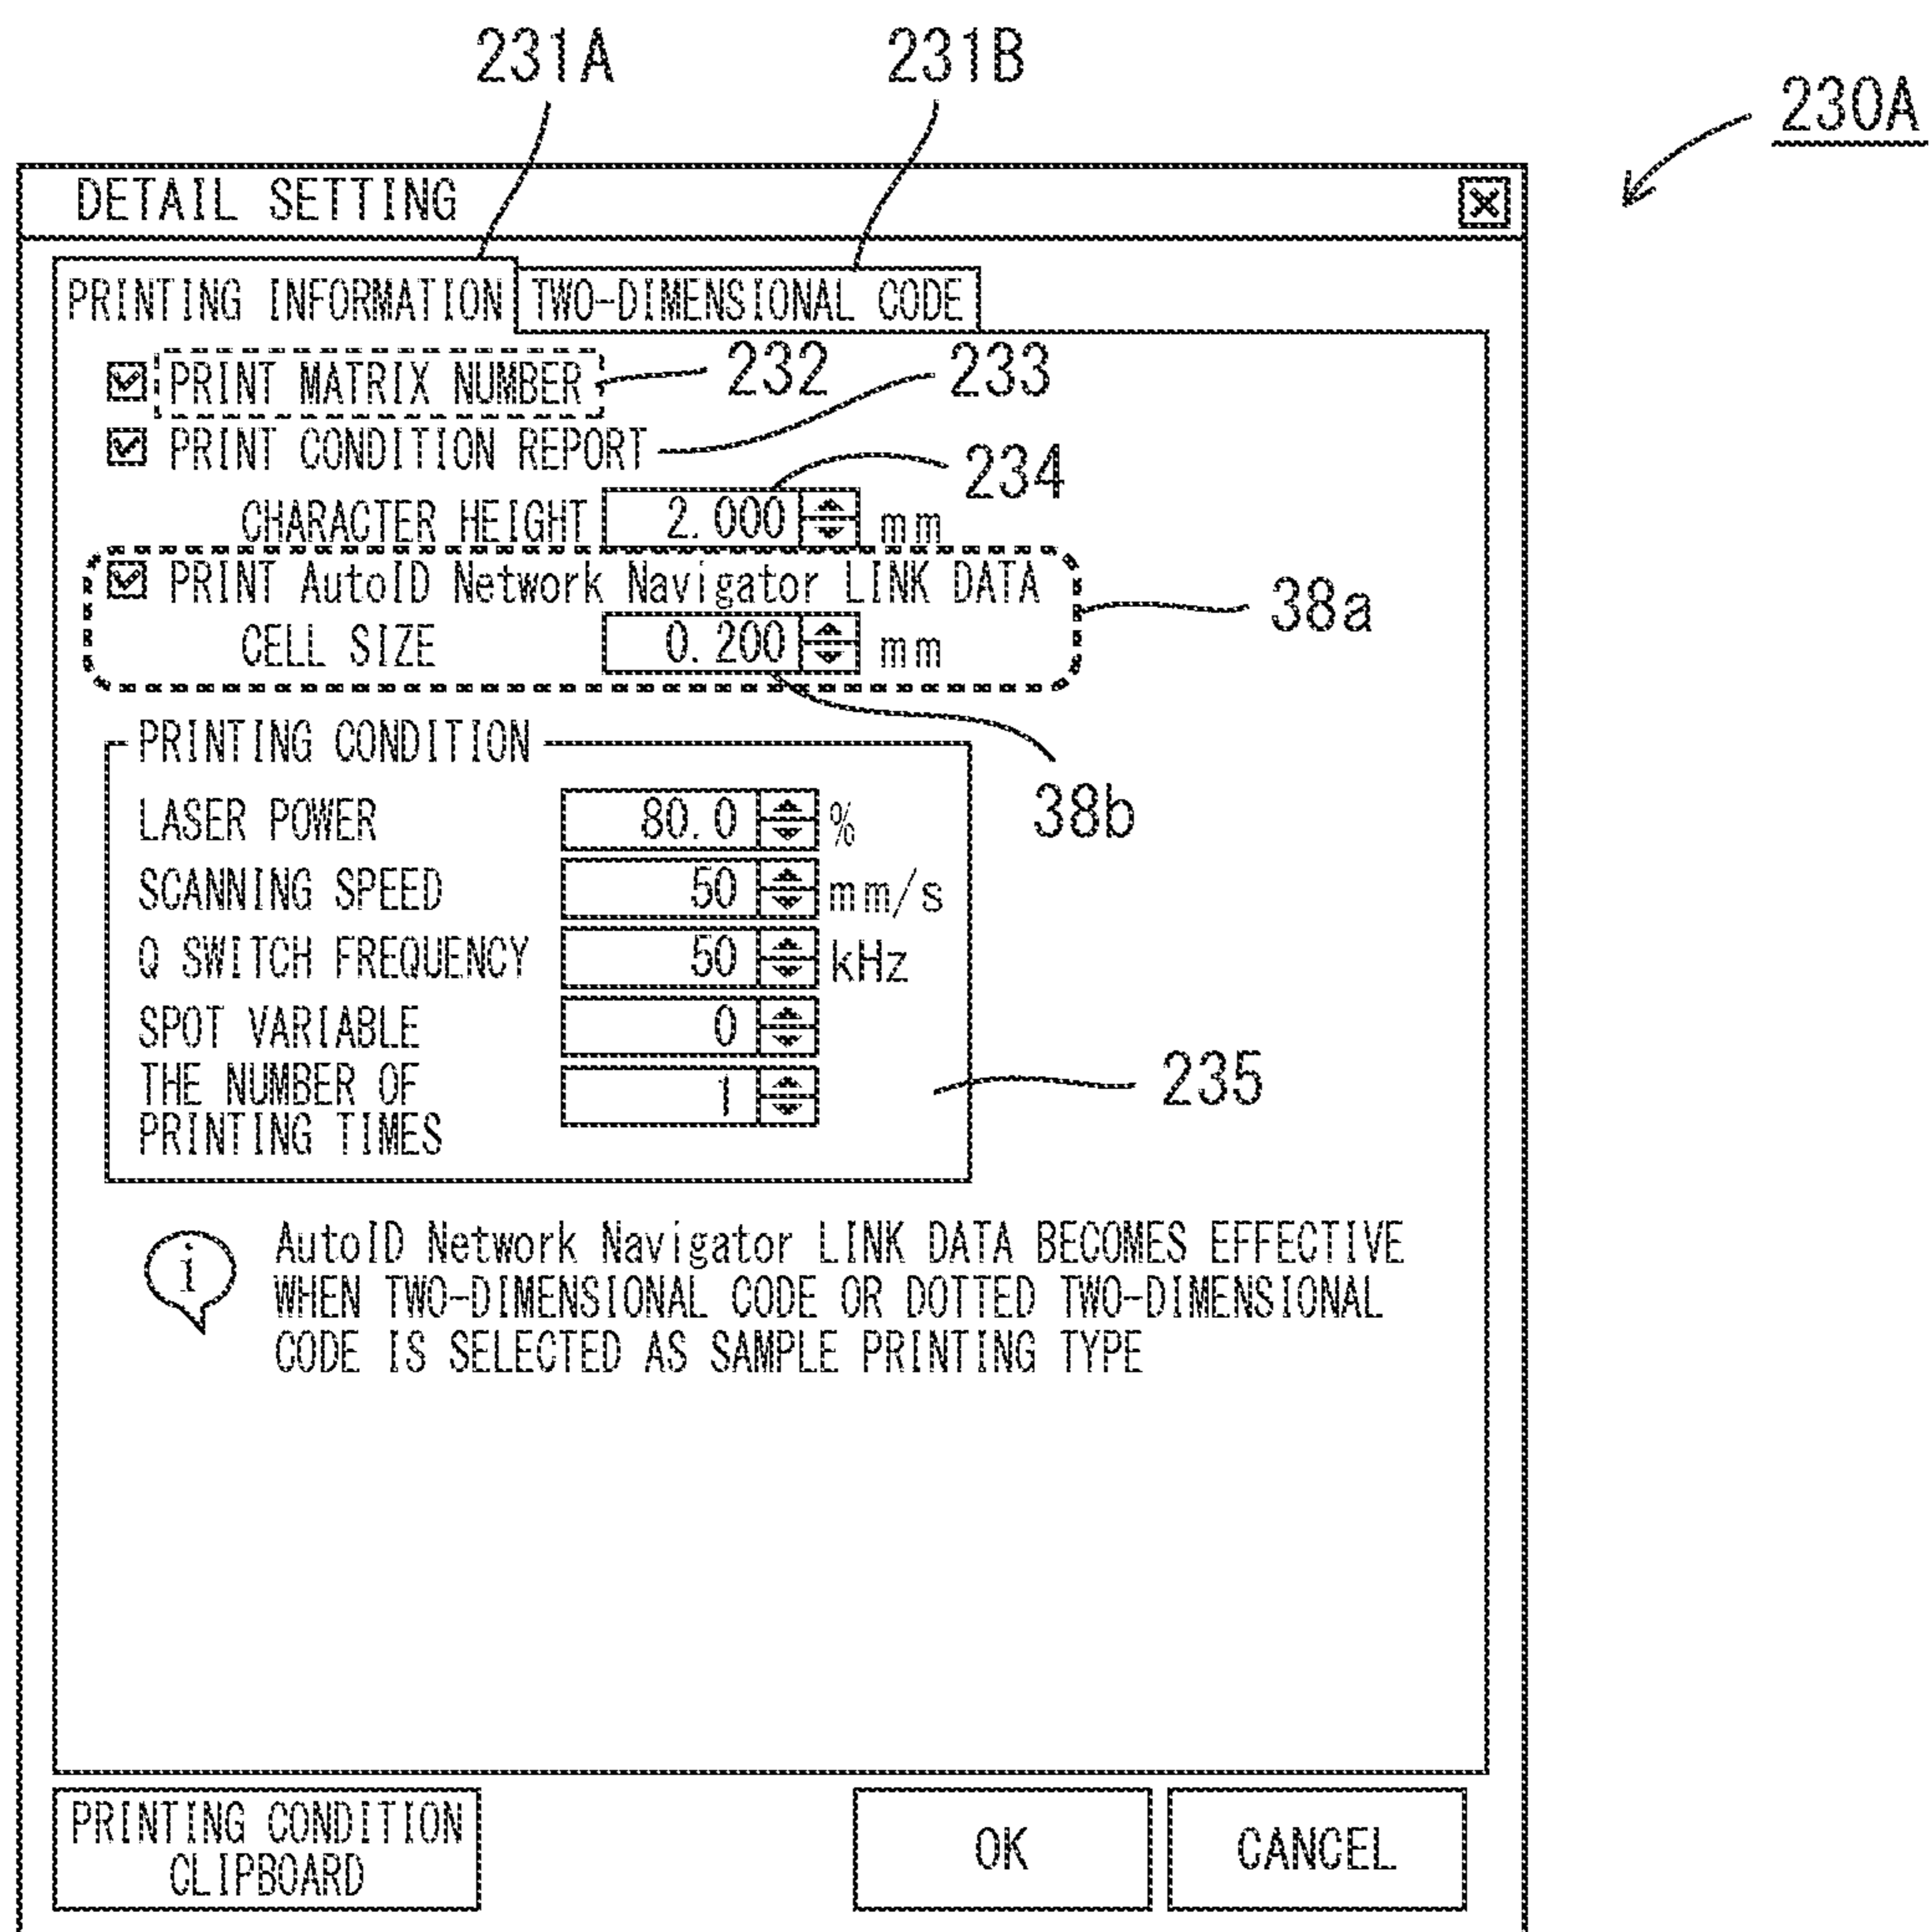 231A
231B
230A
DETAIL SETTING
PRINTING INFORMATION
TWO-DIMENSIONAL CODE
PRINT MATRIX NUMBER
232
233
PRINT CONDITION REPORT
234
CHARACTER HEIGHT 2.000 mm
PRINT AutoID Network Navigator LINK DATA
38a
CELL SIZE 0.200 mm
PRINTING CONDITION
38b
LASER POWER 80.0 %
SCANNING SPEED 50 mm/s
Q SWITCH FREQUENCY 50 kHz
SPOT VARIABLE 0
THE NUMBER OF
PRINTING TIMES
1
235
i
AutoID Network Navigator LINK DATA BECOMES EFFECTIVE
WHEN TWO-DIMENSIONAL CODE OR DOTTED TWO-DIMENSIONAL
CODE IS SELECTED AS SAMPLE PRINTING TYPE
PRINTING CONDITION
CLIPBOARD
OK
CANCEL